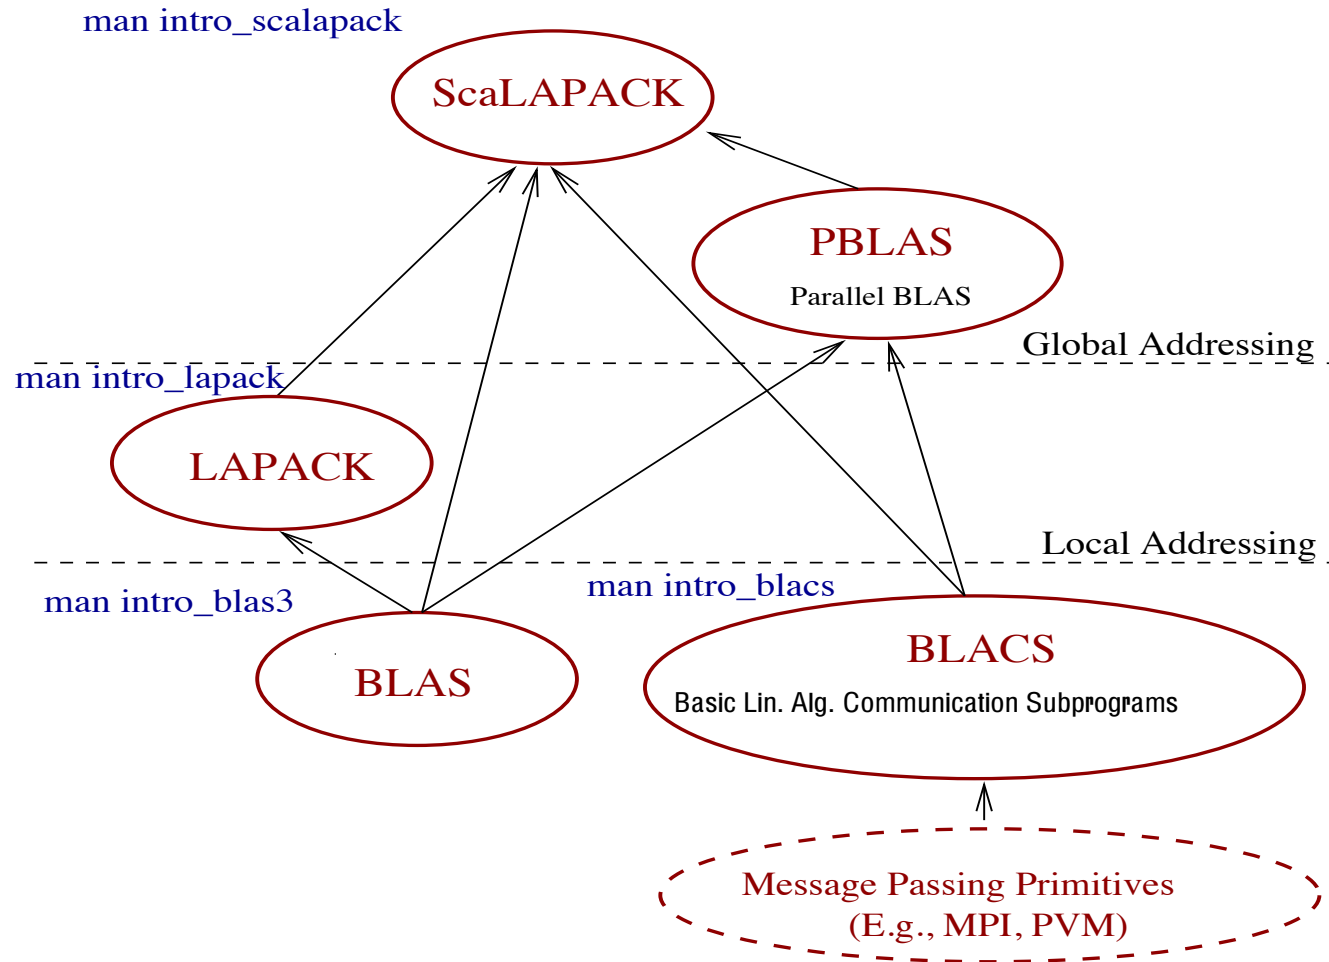 man intro_scalapack
ScaLAPACK
PBLAS
Parallel BLAS
Global Addressing
man intro_lapack
LAPACK
Local Addressing
man intro_blas3
man intro_blacs
BLAS
BLACS
Basic Lin. Alg. Communication Subprograms
Message Passing Primitives
(E.g., MPI, PVM)